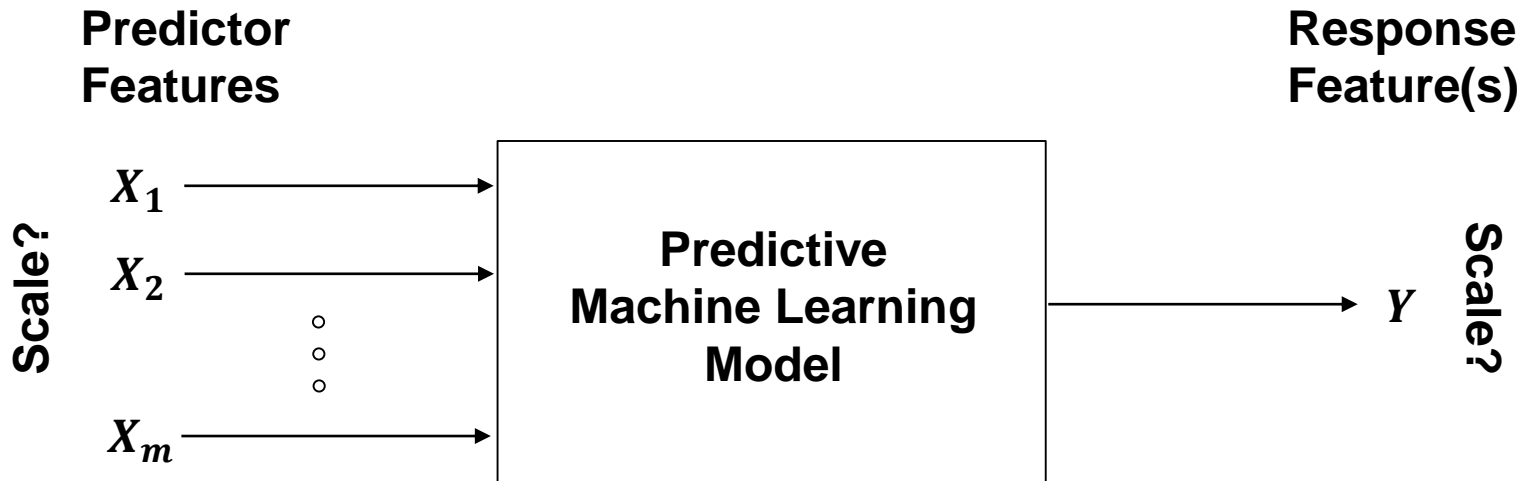 Predictor
Features
Response
Feature(s)
Scale?
X1
X2
Xm
Predictive
Machine Learning
Model
Y
Scale?